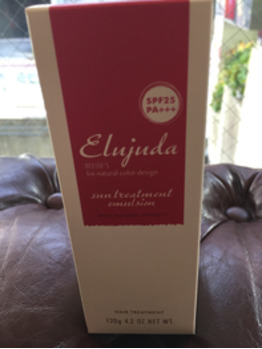 SPF25
PA+++
Elujuda
for natural color design
sun treatment
emulsion
HAIR TREATMENT
120g 4.2 OZ NET WT.